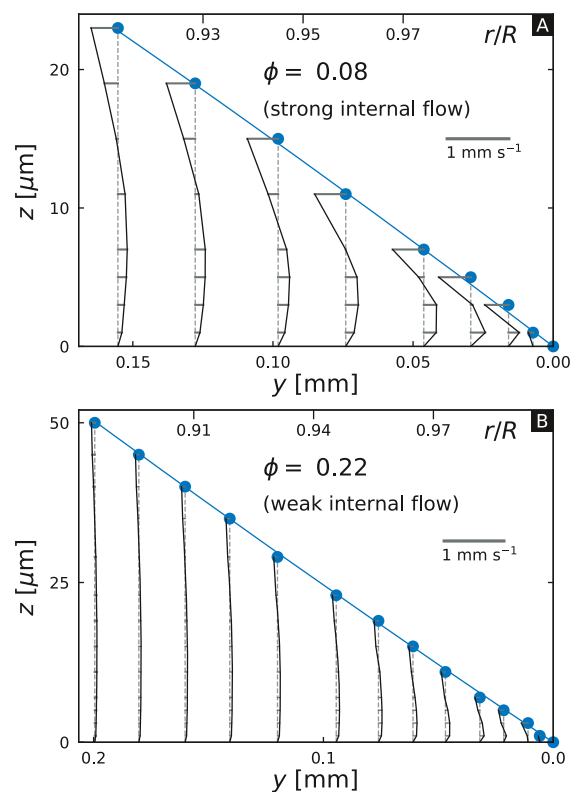 0.93 0.95 0.97 r/R A
20
ϕ = 0.08
(strong internal flow)
1 mm s⁻¹
z [μm]
10
0
0.15 0.10 0.05 0.00
y [mm]
50 0.91 0.94 0.97 r/R B
ϕ = 0.22
(weak internal flow)
1 mm s⁻¹
z [μm]
25
0
0.2 0.1 0.0
y [mm]